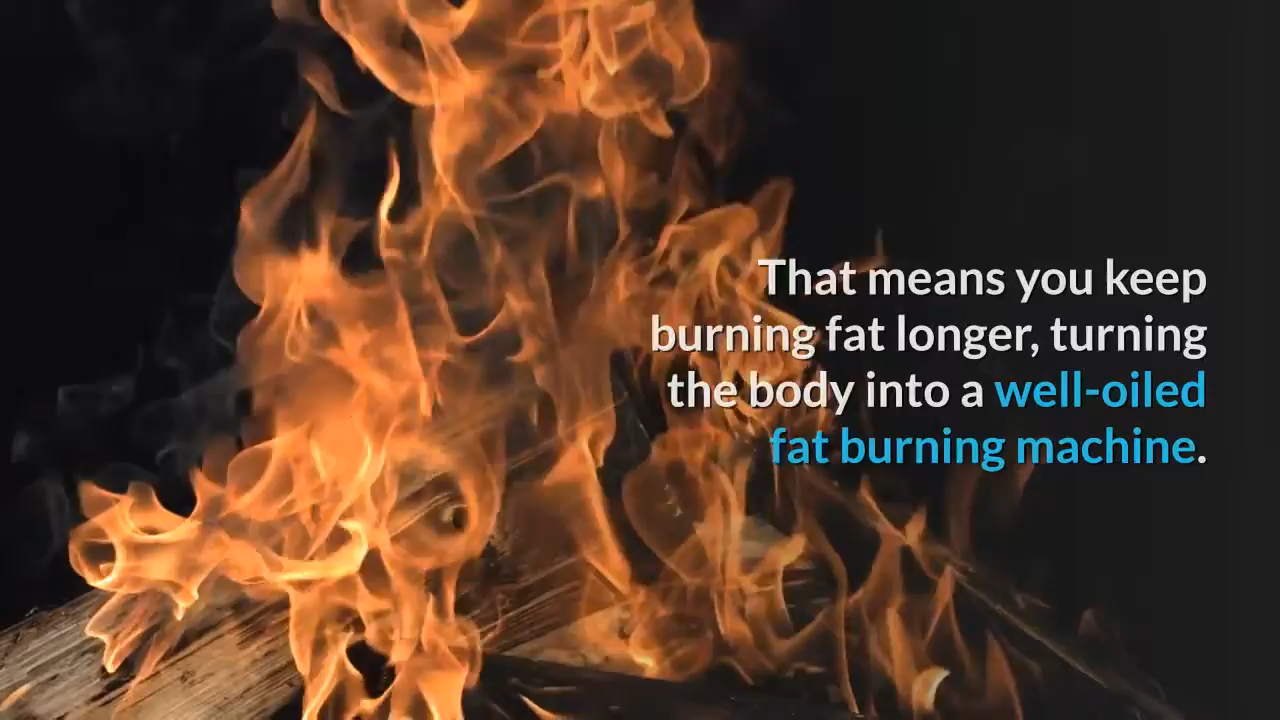 That means you keep
burning fat longer, turning
the body into a well-oiled
fat burning machine.